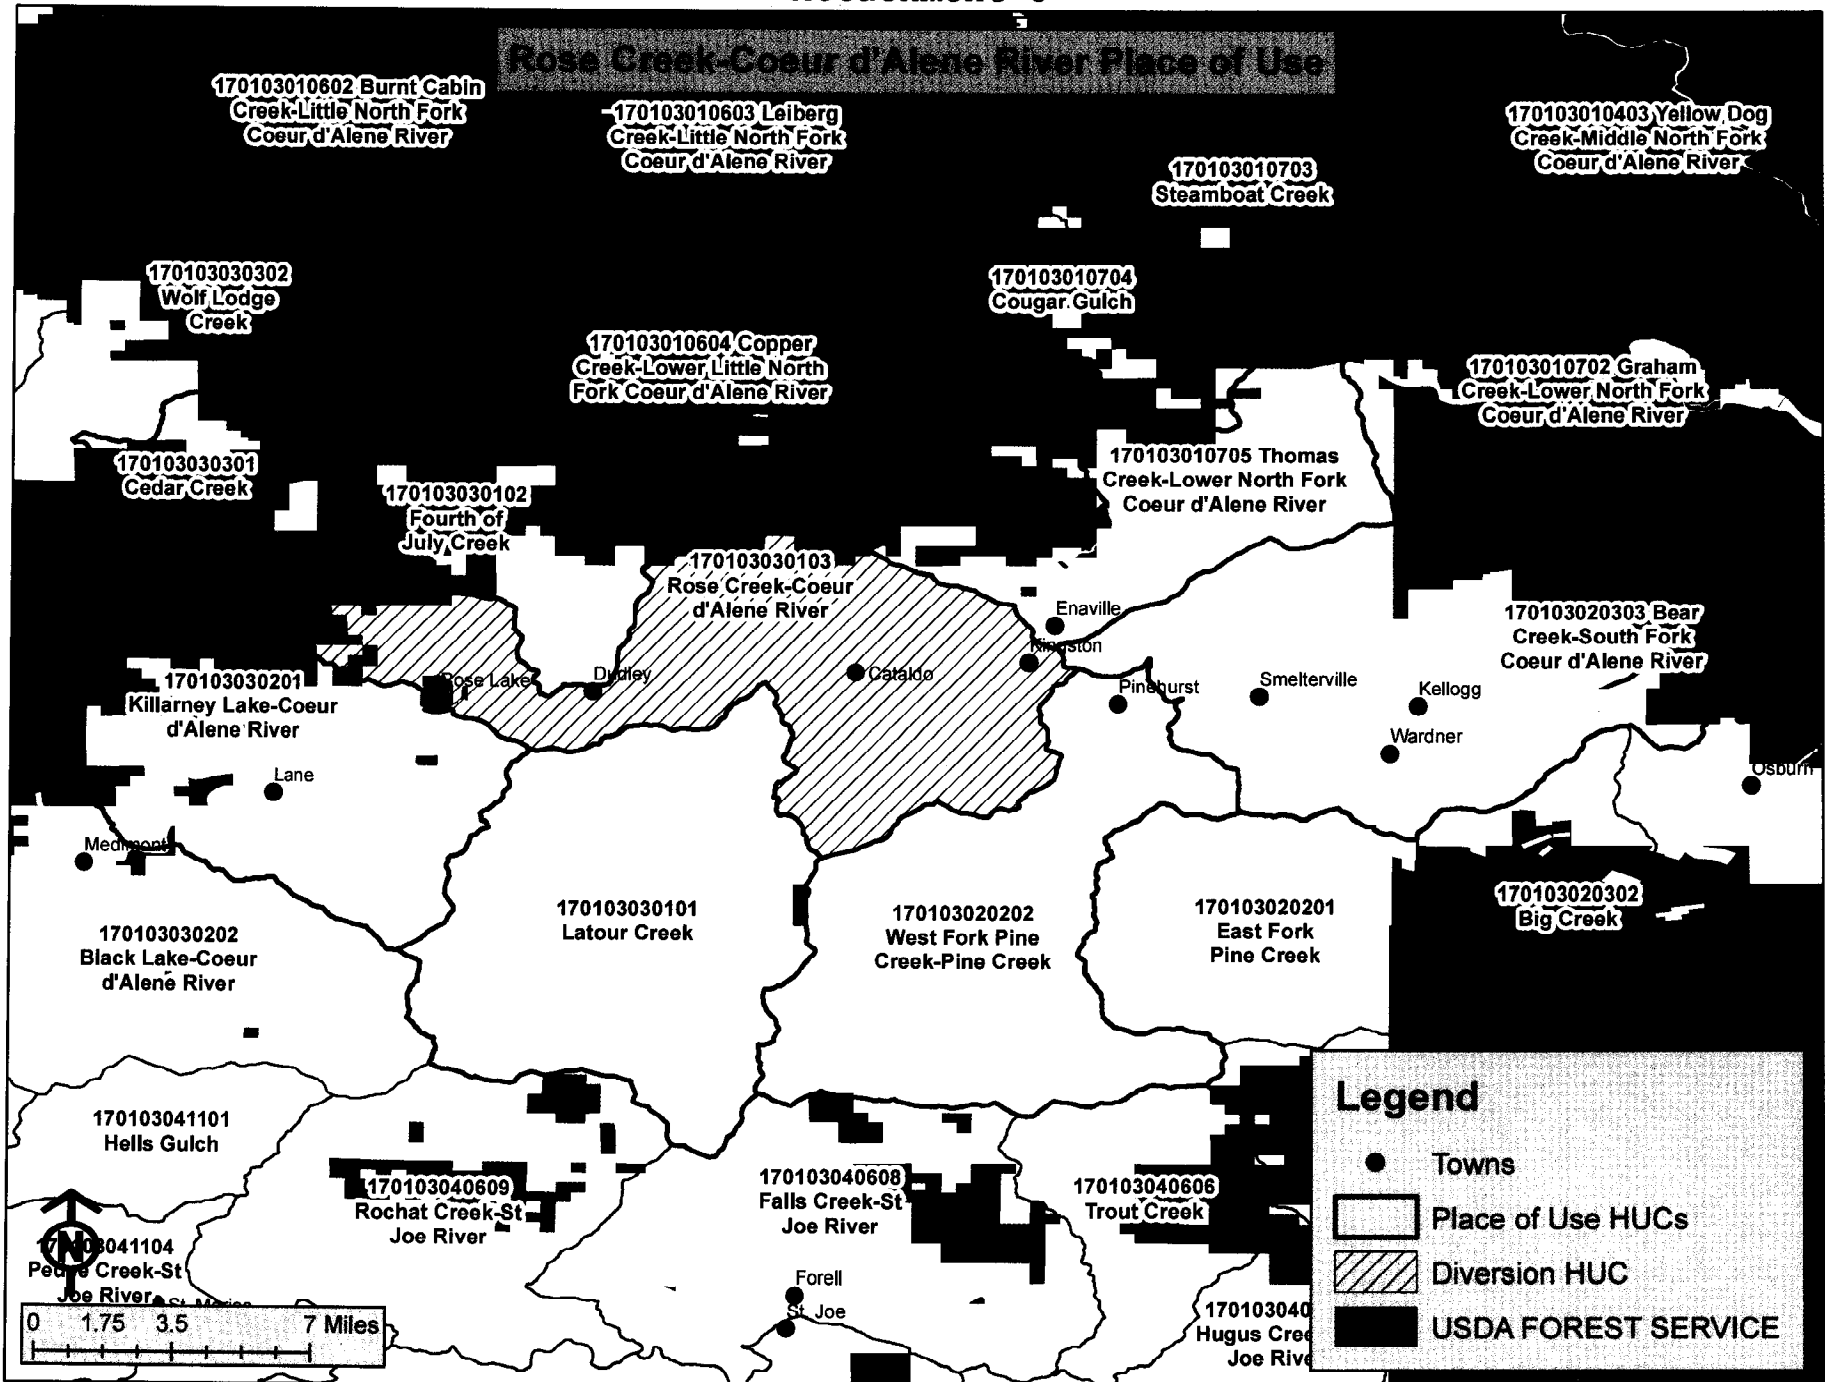 Rose Creek-Coeur d'Alene River Place of Use
170103010602 Burnt Cabin
Creek-Little North Fork
Coeur d'Alene River
170103010603 Leiberg
Creek-Little North Fork
Coeur d'Alene River
170103010403 Yellow Dog
Creek-Middle North Fork
Coeur d'Alene River
170103010703
Steamboat Creek
170103030302
Wolf Lodge
Creek
170103010704
Cougar Gulch
170103010604 Copper
Creek-Lower Little North
Fork Coeur d'Alene River
170103010702 Graham
Creek-Lower North Fork
Coeur d'Alene River
170103030301
Cedar Creek
170103030102
Fourth of
July Creek
170103010705 Thomas
Creek-Lower North Fork
Coeur d'Alene River
170103030103
Rose Creek-Coeur
d'Alene River
Enaville
Kingston
170103020303 Bear
Creek-South Fork
Coeur d'Alene River
170103030201
Killarney Lake-Coeur
d'Alene River
Rose Lake
Dudley
Cataldo
Pinehurst
Smelterville
Kellogg
Wardner
Osburn
Lane
Medimont
170103030202
Black Lake-Coeur
d'Alene River
170103030101
Latour Creek
170103020202
West Fork Pine
Creek-Pine Creek
170103020201
East Fork
Pine Creek
170103020302
Big Creek
170103041101
Hells Gulch
170103040609
Rochat Creek-St
Joe River
170103040608
Falls Creek-St
Joe River
170103040606
Trout Creek
N
Creek-St
Joe River
Forell
St. Joe
170103040
Hugus Cree
Joe Rive
0 1.75 3.5 7 Miles
Legend
Towns
Place of Use HUCs
Diversion HUC
USDA FOREST SERVICE